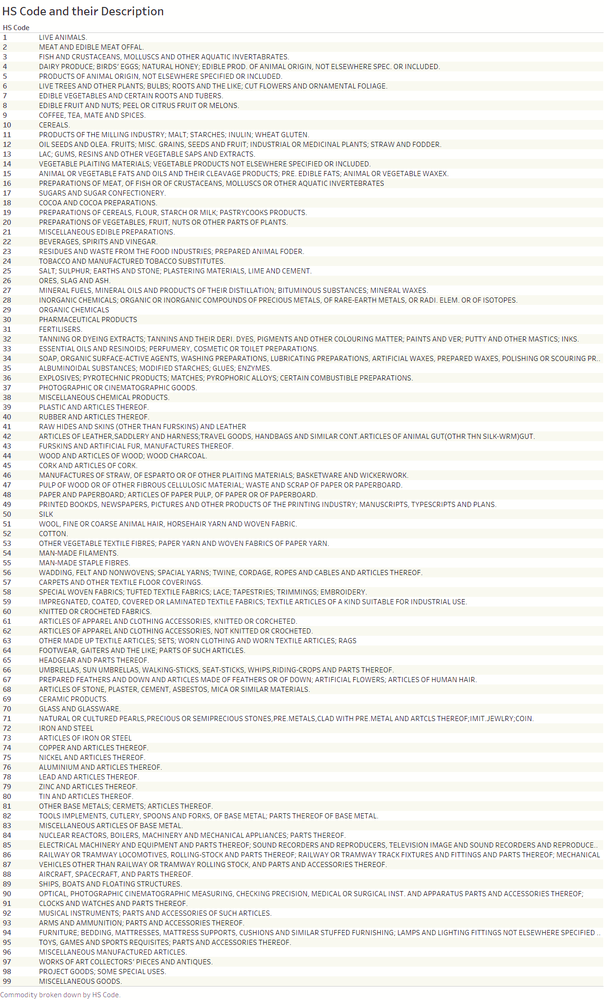 HS Code and their Description
HS Code
1 LIVE ANIMALS.
2 MEAT AND EDIBLE MEAT OFFAL.
3 FISH AND CRUSTACEANS, MOLLUSCS AND OTHER AQUATIC INVERTABRATES.
4 DAIRY PRODUCE; BIRDS' EGGS; NATURAL HONEY; EDIBLE PROD. OF ANIMAL ORIGIN, NOT ELSEWHERE SPEC. OR INCLUDED.
5 PRODUCTS OF ANIMAL ORIGIN, NOT ELSEWHERE SPECIFIED OR INCLUDED.
6 LIVE TREES AND OTHER PLANTS; BULBS; ROOTS AND THE LIKE; CUT FLOWERS AND ORNAMENTAL FOLIAGE.
7 EDIBLE VEGETABLES AND CERTAIN ROOTS AND TUBERS.
8 EDIBLE FRUIT AND NUTS; PEEL OR CITRUS FRUIT OR MELONS.
9 COFFEE, TEA, MATE AND SPICES.
10 CEREALS.
11 PRODUCTS OF THE MILLING INDUSTRY; MALT; STARCHES; INULIN; WHEAT GLUTEN.
12 OIL SEEDS AND OLEA. FRUITS; MISC. GRAINS, SEEDS AND FRUIT; INDUSTRIAL OR MEDICINAL PLANTS; STRAW AND FODDER.
13 LAC; GUMS, RESINS AND OTHER VEGETABLE SAPS AND EXTRACTS.
14 VEGETABLE PLAITING MATERIALS; VEGETABLE PRODUCTS NOT ELSEWHERE SPECIFIED OR INCLUDED.
15 ANIMAL OR VEGETABLE FATS AND OILS AND THEIR CLEAVAGE PRODUCTS; PRE. EDIBLE FATS; ANIMAL OR VEGETABLE WAXEX.
16 PREPARATIONS OF MEAT, OF FISH OR OF CRUSTACEANS, MOLLUSCS OR OTHER AQUATIC INVERTEBRATES
17 SUGARS AND SUGAR CONFECTIONERY.
18 COCOA AND COCOA PREPARATIONS.
19 PREPARATIONS OF CEREALS, FLOUR, STARCH OR MILK; PASTRYCOOKS PRODUCTS.
20 PREPARATIONS OF VEGETABLES, FRUIT, NUTS OR OTHER PARTS OF PLANTS.
21 MISCELLANEOUS EDIBLE PREPARATIONS.
22 BEVERAGES, SPIRITS AND VINEGAR.
23 RESIDUES AND WASTE FROM THE FOOD INDUSTRIES; PREPARED ANIMAL FODER.
24 TOBACCO AND MANUFACTURED TOBACCO SUBSTITUTES.
25 SALT; SULPHUR; EARTHS AND STONE; PLASTERING MATERIALS, LIME AND CEMENT.
26 ORES, SLAG AND ASH.
27 MINERAL FUELS, MINERAL OILS AND PRODUCTS OF THEIR DISTILLATION; BITUMINOUS SUBSTANCES; MINERAL WAXES.
28 INORGANIC CHEMICALS; ORGANIC OR INORGANIC COMPOUNDS OF PRECIOUS METALS, OF RARE-EARTH METALS, OR RADI. ELEM. OR OF ISOTOPES.
29 ORGANIC CHEMICALS
30 PHARMACEUTICAL PRODUCTS
31 FERTILISERS.
32 TANNING OR DYEING EXTRACTS; TANNINS AND THEIR DERI. DYES, PIGMENTS AND OTHER COLOURING MATTER; PAINTS AND VER; PUTTY AND OTHER MASTICS; INKS.
33 ESSENTIAL OILS AND RESINOIDS; PERFUMERY, COSMETIC OR TOILET PREPARATIONS.
34 SOAP, ORGANIC SURFACE-ACTIVE AGENTS, WASHING PREPARATIONS, LUBRICATING PREPARATIONS, ARTIFICIAL WAXES, PREPARED WAXES, POLISHING OR SCOURING PR..
35 ALBUMINOIDAL SUBSTANCES; MODIFIED STARCHES; GLUES; ENZYMES.
36 EXPLOSIVES; PYROTECHNIC PRODUCTS; MATCHES; PYROPHORIC ALLOYS; CERTAIN COMBUSTIBLE PREPARATIONS.
37 PHOTOGRAPHIC OR CINEMATOGRAPHIC GOODS.
38 MISCELLANEOUS CHEMICAL PRODUCTS.
39 PLASTIC AND ARTICLES THEREOF.
40 RUBBER AND ARTICLES THEREOF.
41 RAW HIDES AND SKINS (OTHER THAN FURSKINS) AND LEATHER
42 ARTICLES OF LEATHER,SADDLERY AND HARNESS;TRAVEL GOODS, HANDBAGS AND SIMILAR CONT.ARTICLES OF ANIMAL GUT(OTHR THN SILK-WRM)GUT.
43 FURSKINS AND ARTIFICIAL FUR, MANUFACTURES THEREOF.
44 WOOD AND ARTICLES OF WOOD; WOOD CHARCOAL.
45 CORK AND ARTICLES OF CORK.
46 MANUFACTURES OF STRAW, OF ESPARTO OR OF OTHER PLAITING MATERIALS; BASKETWARE AND WICKERWORK.
47 PULP OF WOOD OR OF OTHER FIBROUS CELLULOSIC MATERIAL; WASTE AND SCRAP OF PAPER OR PAPERBOARD.
48 PAPER AND PAPERBOARD; ARTICLES OF PAPER PULP, OF PAPER OR OF PAPERBOARD.
49 PRINTED BOOKDS, NEWSPAPERS, PICTURES AND OTHER PRODUCTS OF THE PRINTING INDUSTRY; MANUSCRIPTS, TYPESCRIPTS AND PLANS.
50 SILK
51 WOOL, FINE OR COARSE ANIMAL HAIR, HORSEHAIR YARN AND WOVEN FABRIC.
52 COTTON.
53 OTHER VEGETABLE TEXTILE FIBRES; PAPER YARN AND WOVEN FABRICS OF PAPER YARN.
54 MAN-MADE FILAMENTS.
55 MAN-MADE STAPLE FIBRES.
56 WADDING, FELT AND NONWOVENS; SPACIAL YARNS; TWINE, CORDAGE, ROPES AND CABLES AND ARTICLES THEREOF.
57 CARPETS AND OTHER TEXTILE FLOOR COVERINGS.
58 SPECIAL WOVEN FABRICS; TUFTED TEXTILE FABRICS; LACE; TAPESTRIES; TRIMMINGS; EMBROIDERY.
59 IMPREGNATED, COATED, COVERED OR LAMINATED TEXTILE FABRICS; TEXTILE ARTICLES OF A KIND SUITABLE FOR INDUSTRIAL USE.
60 KNITTED OR CROCHETED FABRICS.
61 ARTICLES OF APPAREL AND CLOTHING ACCESSORIES, KNITTED OR CORCHETED.
62 ARTICLES OF APPAREL AND CLOTHING ACCESSORIES, NOT KNITTED OR CROCHETED.
63 OTHER MADE UP TEXTILE ARTICLES; SETS; WORN CLOTHING AND WORN TEXTILE ARTICLES; RAGS
64 FOOTWEAR, GAITERS AND THE LIKE; PARTS OF SUCH ARTICLES.
65 HEADGEAR AND PARTS THEREOF.
66 UMBRELLAS, SUN UMBRELLAS, WALKING-STICKS, SEAT-STICKS, WHIPS,RIDING-CROPS AND PARTS THEREOF.
67 PREPARED FEATHERS AND DOWN AND ARTICLES MADE OF FEATHERS OR OF DOWN; ARTIFICIAL FLOWERS; ARTICLES OF HUMAN HAIR.
68 ARTICLES OF STONE, PLASTER, CEMENT, ASBESTOS, MICA OR SIMILAR MATERIALS.
69 CERAMIC PRODUCTS.
70 GLASS AND GLASSWARE.
71 NATURAL OR CULTURED PEARLS,PRECIOUS OR SEMIPRECIOUS STONES,PRE.METALS,CLAD WITH PRE.METAL AND ARTCLS THEREOF;IMIT.JEWLRY;COIN.
72 IRON AND STEEL
73 ARTICLES OF IRON OR STEEL
74 COPPER AND ARTICLES THEREOF.
75 NICKEL AND ARTICLES THEREOF.
76 ALUMINIUM AND ARTICLES THEREOF.
78 LEAD AND ARTICLES THEREOF.
79 ZINC AND ARTICLES THEREOF.
80 TIN AND ARTICLES THEREOF.
81 OTHER BASE METALS; CERMETS; ARTICLES THEREOF.
82 TOOLS IMPLEMENTS, CUTLERY, SPOONS AND FORKS, OF BASE METAL; PARTS THEREOF OF BASE METAL.
83 MISCELLANEOUS ARTICLES OF BASE METAL.
84 NUCLEAR REACTORS, BOILERS, MACHINERY AND MECHANICAL APPLIANCES; PARTS THEREOF.
85 ELECTRICAL MACHINERY AND EQUIPMENT AND PARTS THEREOF; SOUND RECORDERS AND REPRODUCERS, TELEVISION IMAGE AND SOUND RECORDERS AND REPRODUCE..
86 RAILWAY OR TRAMWAY LOCOMOTIVES, ROLLING-STOCK AND PARTS THEREOF; RAILWAY OR TRAMWAY TRACK FIXTURES AND FITTINGS AND PARTS THEREOF; MECHANICAL
87 VEHICLES OTHER THAN RAILWAY OR TRAMWAY ROLLING STOCK, AND PARTS AND ACCESSORIES THEREOF.
88 AIRCRAFT, SPACECRAFT, AND PARTS THEREOF.
89 SHIPS, BOATS AND FLOATING STRUCTURES.
90 OPTICAL, PHOTOGRAPHIC CINEMATOGRAPHIC MEASURING, CHECKING PRECISION, MEDICAL OR SURGICAL INST. AND APPARATUS PARTS AND ACCESSORIES THEREOF;
91 CLOCKS AND WATCHES AND PARTS THEREOF.
92 MUSICAL INSTRUMENTS; PARTS AND ACCESSORIES OF SUCH ARTICLES.
93 ARMS AND AMMUNITION; PARTS AND ACCESSORIES THEREOF.
94 FURNITURE; BEDDING, MATTRESSES, MATTRESS SUPPORTS, CUSHIONS AND SIMILAR STUFFED FURNISHING; LAMPS AND LIGHTING FITTINGS NOT ELSEWHERE SPECIFIED ..
95 TOYS, GAMES AND SPORTS REQUISITES; PARTS AND ACCESSORIES THEREOF.
96 MISCELLANEOUS MANUFACTURED ARTICLES.
97 WORKS OF ART COLLECTORS' PIECES AND ANTIQUES.
98 PROJECT GOODS; SOME SPECIAL USES.
99 MISCELLANEOUS GOODS.
Commodity broken down by HS Code.